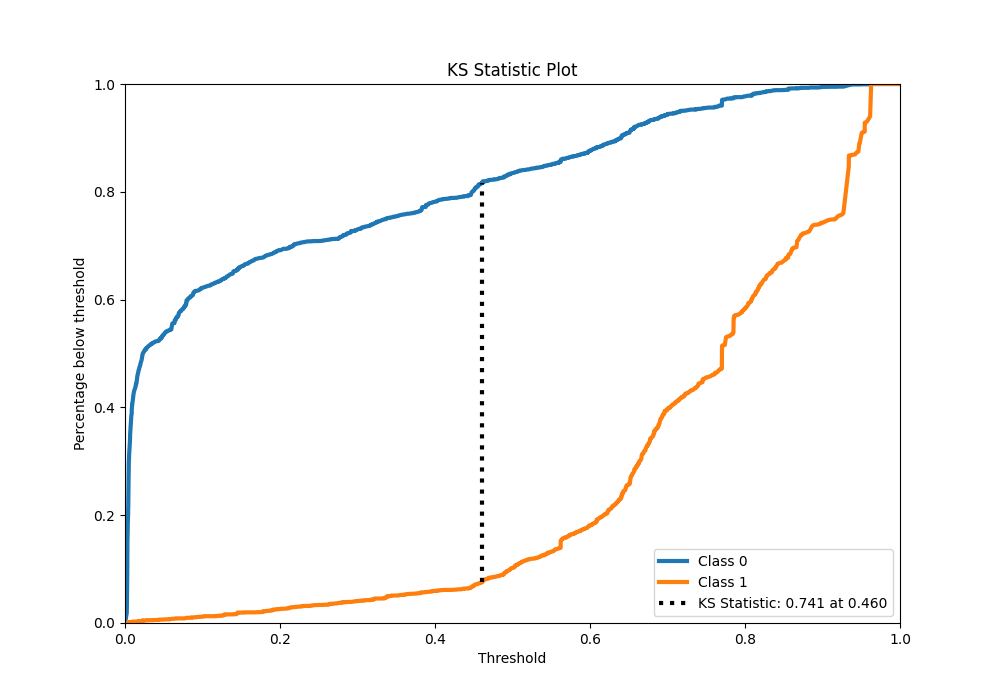 KS Statistic Plot
Percentage below threshold
1.0
0.8
0.6
0.4
0.2
0.0
0.0 0.2 0.4 0.6 0.8 1.0
Threshold
Class 0
Class 1
KS Statistic: 0.741 at 0.460